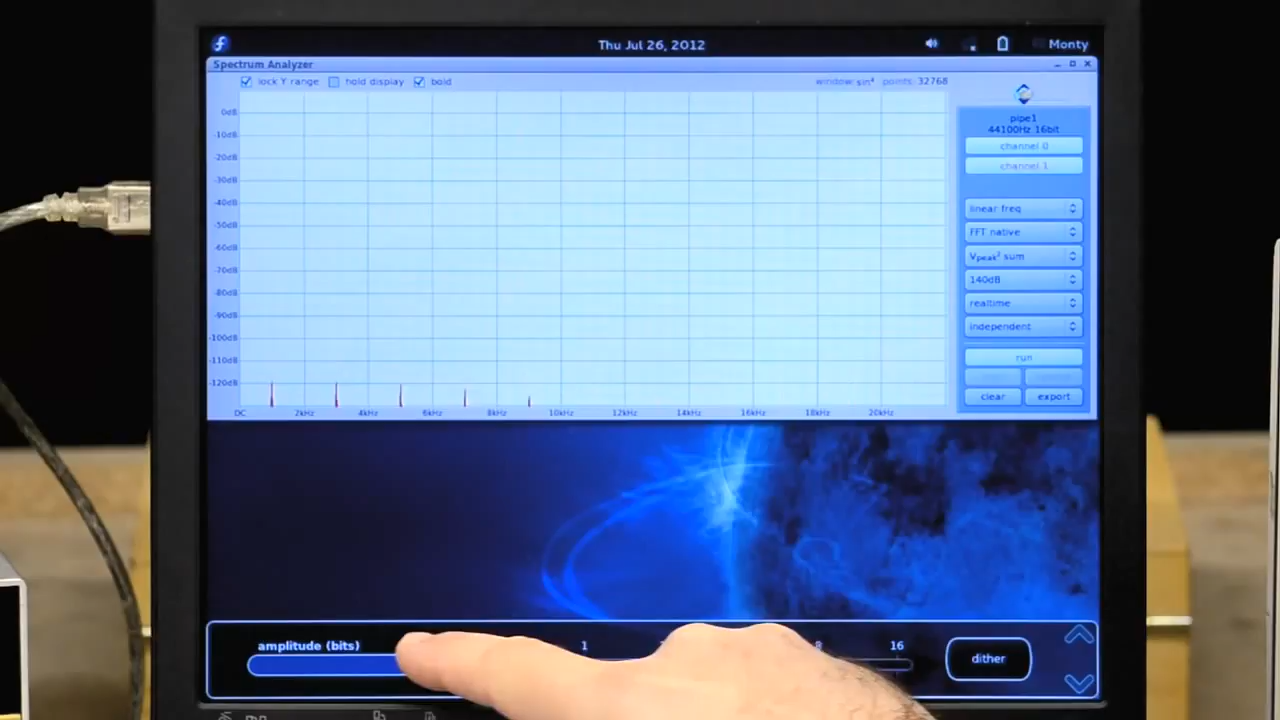 Thu Jul 26, 2012
Monty
Spectrum Analyzer
lock Y range hold display bold window: sin⁴ points: 32768
pipe1
44100Hz 16bit
channel 0
channel 1
linear freq
FFT native
Vpeak² sum
140dB
realtime
independent
run
clear export
0dB
-10dB
-20dB
-30dB
-40dB
-50dB
-60dB
-70dB
-80dB
-90dB
-100dB
-110dB
-120dB
DC 2kHz 4kHz 6kHz 8kHz 10kHz 12kHz 14kHz 16kHz 18kHz 20kHz
amplitude (bits) 1 8 16
dither